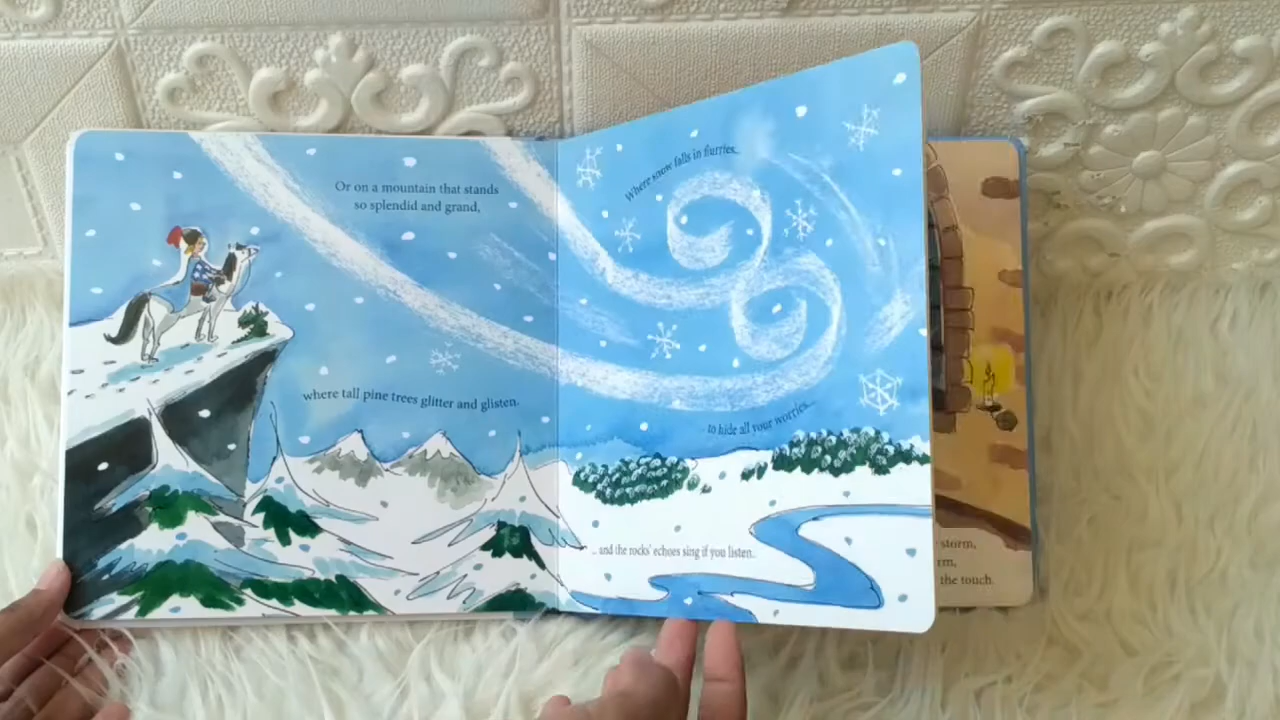 Or on a mountain that stands
so splendid and grand,
where tall pine trees glitter and glisten.
Where snow falls in flurries...
...to hide all your worries...
... and the rocks' echoes sing if you listen.
storm,
the touch.